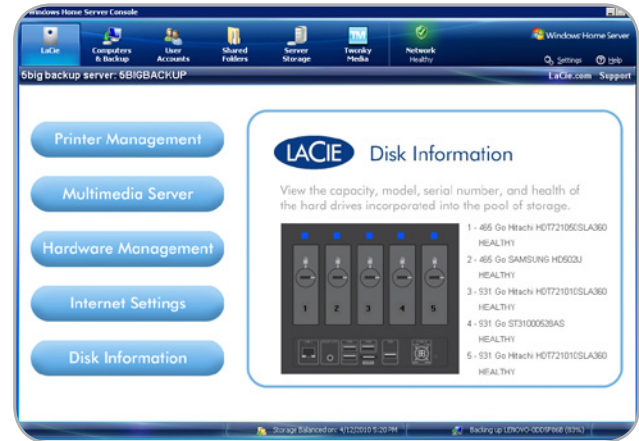 Windows Home Server Console
LaCie
Computers & Backup
User Accounts
Shared Folders
Server Storage
Twonky Media
Network Healthy
Windows Home Server
Settings
Help
5big backup server: 5BIGBACKUP
LaCie.com Support
Printer Management
Multimedia Server
Hardware Management
Internet Settings
Disk Information
LACIE Disk Information
View the capacity, model, serial number, and health of
the hard drives incorporated into the pool of storage.
1 2 3 4 5
1 - 465 Go Hitachi HDT721050SLA360
HEALTHY
2 - 465 Go SAMSUNG HD502IJ
HEALTHY
3 - 931 Go Hitachi HDT721010SLA360
HEALTHY
4 - 931 Go ST31000528AS
HEALTHY
5 - 931 Go Hitachi HDT721010SLA360
HEALTHY
Storage Balanced on: 4/12/2010 5:20 PM
Backing up (83%)